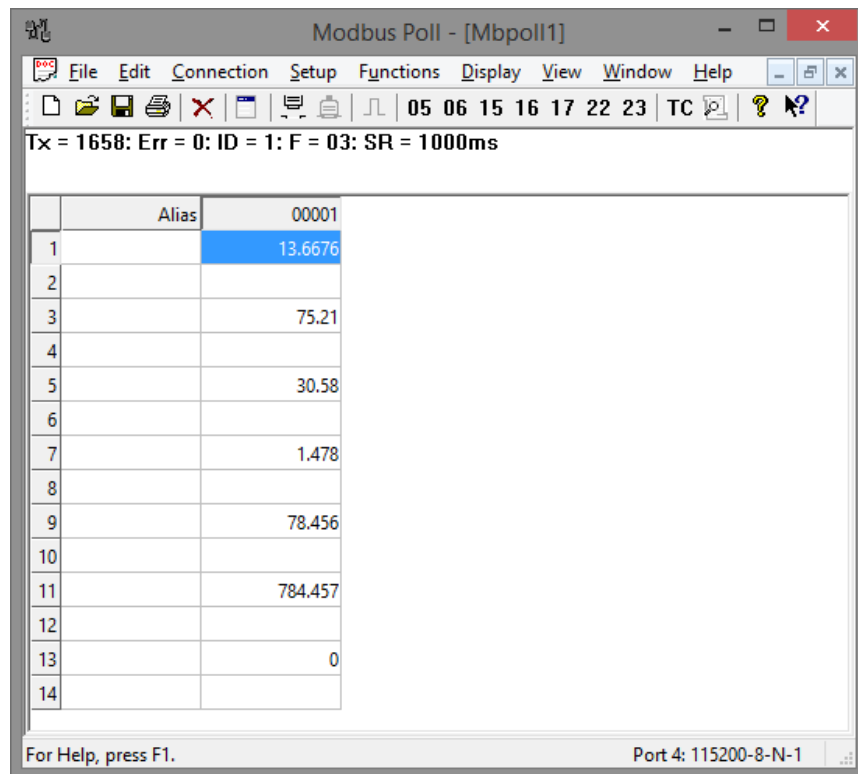 Modbus Poll - [Mbpoll1]
File Edit Connection Setup Functions Display View Window Help
05 06 15 16 17 22 23 TC
Tx = 1658: Err = 0: ID = 1: F = 03: SR = 1000ms
Alias 00001
1 13.6676
2
3 75.21
4
5 30.58
6
7 1.478
8
9 78.456
10
11 784.457
12
13 0
14
For Help, press F1. Port 4: 115200-8-N-1